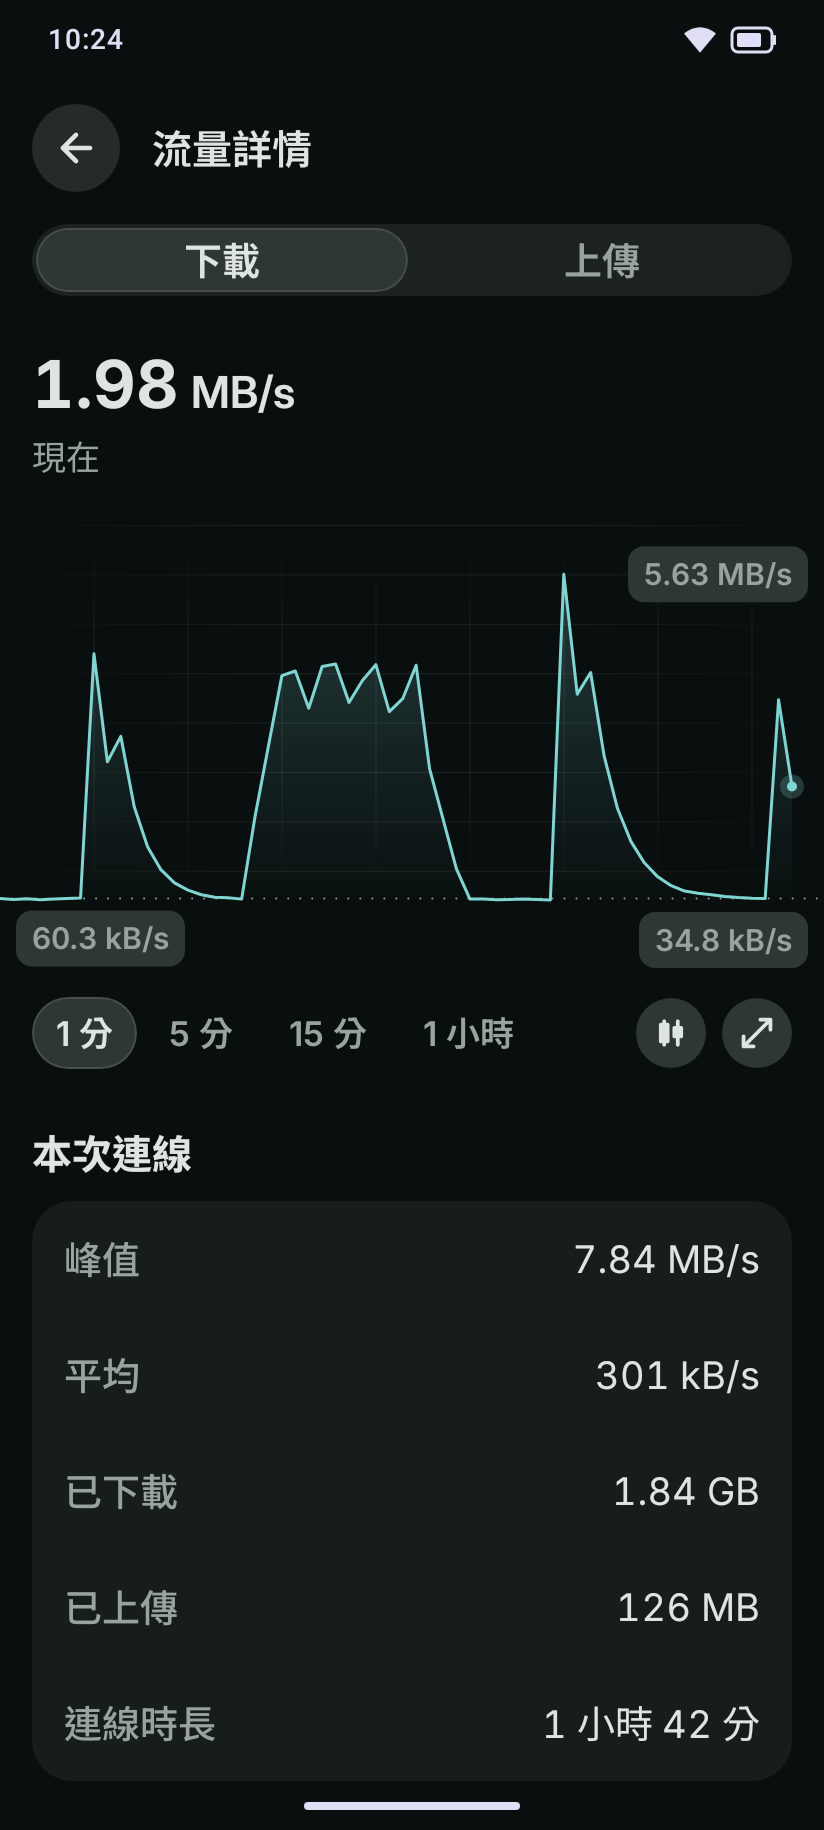 10:24
流量詳情
下載
上傳
1.98 MB/s
現在
5.63 MB/s
60.3 kB/s
34.8 kB/s
1 分
5 分
15 分
1 小時
本次連線
峰值
7.84 MB/s
平均
301 kB/s
已下載
1.84 GB
已上傳
126 MB
連線時長
1 小時 42 分